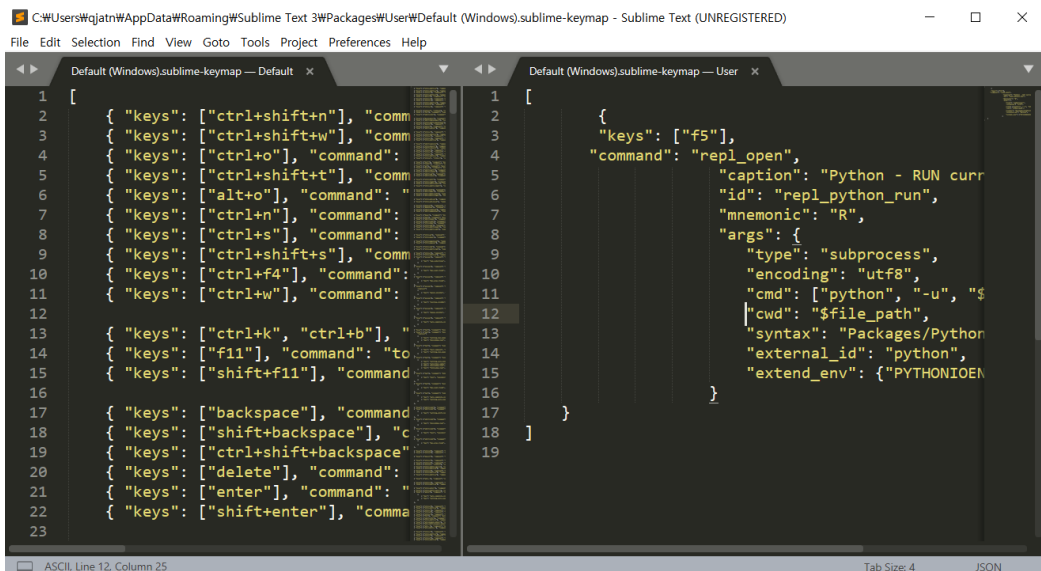 C:₩Users₩qjatn₩AppData₩Roaming₩Sublime Text 3₩Packages₩User₩Default (Windows).sublime-keymap - Sublime Text (UNREGISTERED)
File Edit Selection Find View Goto Tools Project Preferences Help
Default (Windows).sublime-keymap — Default ×
1 [
2 { "keys": ["ctrl+shift+n"], "comm
3 { "keys": ["ctrl+shift+w"], "comm
4 { "keys": ["ctrl+o"], "command":
5 { "keys": ["ctrl+shift+t"], "comm
6 { "keys": ["alt+o"], "command": "
7 { "keys": ["ctrl+n"], "command":
8 { "keys": ["ctrl+s"], "command":
9 { "keys": ["ctrl+shift+s"], "comm
10 { "keys": ["ctrl+f4"], "command":
11 { "keys": ["ctrl+w"], "command":
12
13 { "keys": ["ctrl+k", "ctrl+b"], "
14 { "keys": ["f11"], "command": "to
15 { "keys": ["shift+f11"], "command
16
17 { "keys": ["backspace"], "command
18 { "keys": ["shift+backspace"], "c
19 { "keys": ["ctrl+shift+backspace"
20 { "keys": ["delete"], "command":
21 { "keys": ["enter"], "command": "
22 { "keys": ["shift+enter"], "comma
23
Default (Windows).sublime-keymap — User ×
1 [
2 {
3 "keys": ["f5"],
4 "command": "repl_open",
5 "caption": "Python - RUN curr
6 "id": "repl_python_run",
7 "mnemonic": "R",
8 "args": {
9 "type": "subprocess",
10 "encoding": "utf8",
11 "cmd": ["python", "-u", "$
12 "cwd": "$file_path",
13 "syntax": "Packages/Python
14 "external_id": "python",
15 "extend_env": {"PYTHONIOEN
16 }
17 }
18 ]
19
ASCII, Line 12, Column 25
Tab Size: 4
JSON